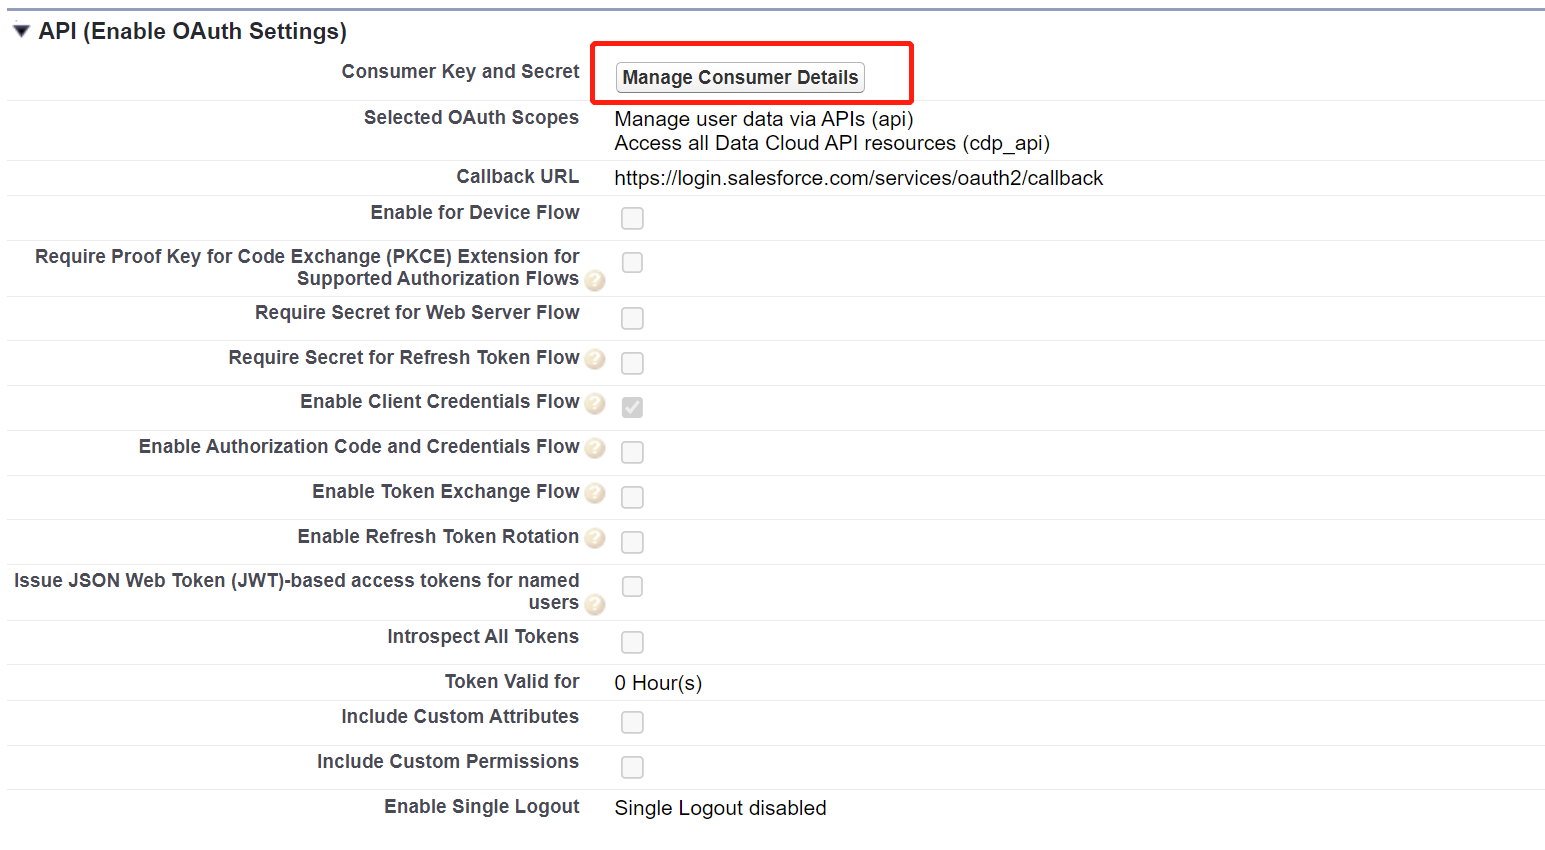 API (Enable OAuth Settings)
Consumer Key and Secret
Manage Consumer Details
Selected OAuth Scopes
Manage user data via APIs (api)
Access all Data Cloud API resources (cdp_api)
Callback URL
https://login.salesforce.com/services/oauth2/callback
Enable for Device Flow
Require Proof Key for Code Exchange (PKCE) Extension for
Supported Authorization Flows
?
Require Secret for Web Server Flow
Require Secret for Refresh Token Flow
?
Enable Client Credentials Flow
?
Enable Authorization Code and Credentials Flow
?
Enable Token Exchange Flow
?
Enable Refresh Token Rotation
?
Issue JSON Web Token (JWT)-based access tokens for named
users
?
Introspect All Tokens
Token Valid for
0 Hour(s)
Include Custom Attributes
Include Custom Permissions
Enable Single Logout
Single Logout disabled